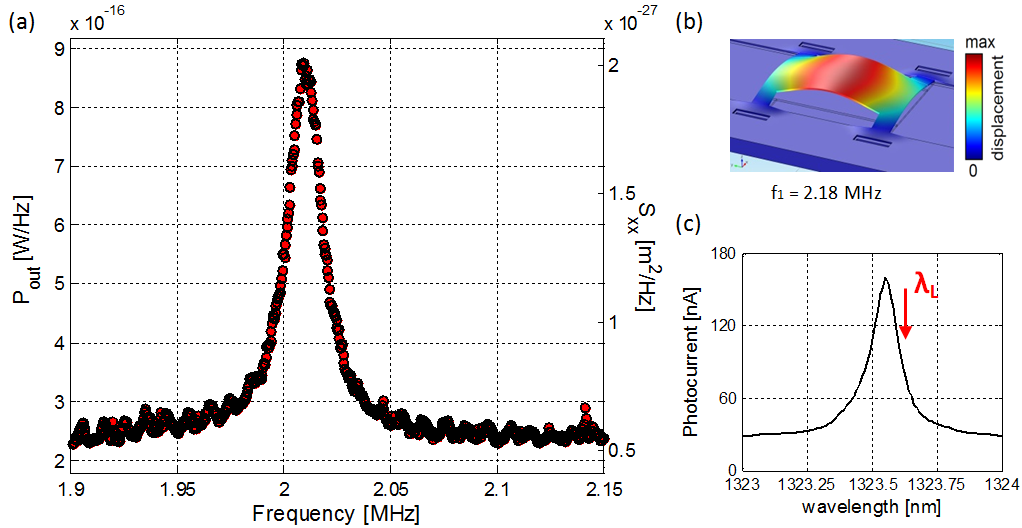 (a)
x 10^-16
x 10^-27
9
8
7
6
5
4
3
2
P_out [W/Hz]
2
1.5
1
0.5
S_xx [m^2/Hz]
1.9
1.95
2
2.05
2.1
2.15
Frequency [MHz]
(b)
max
displacement
0
f_1 = 2.18 MHz
(c)
180
120
60
0
Photocurrent [nA]
λ_L
1323
1323.25
1323.5
1323.75
1324
wavelength [nm]